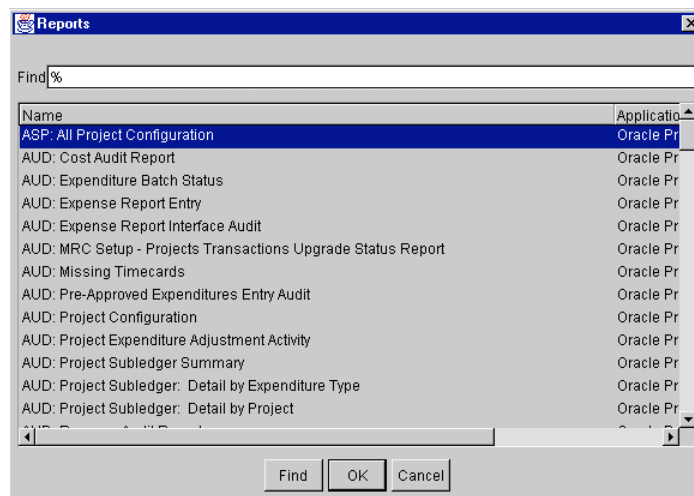 Reports
Find %
Name Applicatio
ASP: All Project Configuration Oracle Pr
AUD: Cost Audit Report Oracle Pr
AUD: Expenditure Batch Status Oracle Pr
AUD: Expense Report Entry Oracle Pr
AUD: Expense Report Interface Audit Oracle Pr
AUD: MRC Setup - Projects Transactions Upgrade Status Report Oracle Pr
AUD: Missing Timecards Oracle Pr
AUD: Pre-Approved Expenditures Entry Audit Oracle Pr
AUD: Project Configuration Oracle Pr
AUD: Project Expenditure Adjustment Activity Oracle Pr
AUD: Project Subledger Summary Oracle Pr
AUD: Project Subledger: Detail by Expenditure Type Oracle Pr
AUD: Project Subledger: Detail by Project Oracle Pr
Find OK Cancel